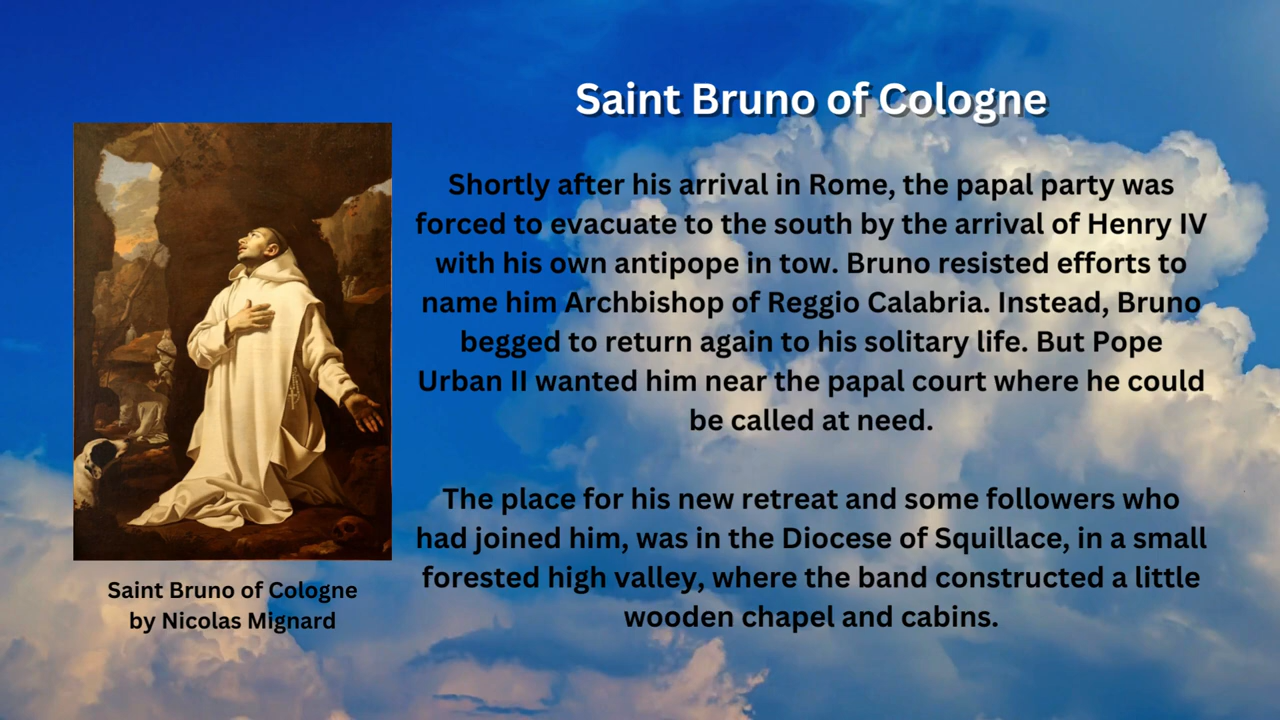 Saint Bruno of Cologne
Shortly after his arrival in Rome, the papal party was
forced to evacuate to the south by the arrival of Henry IV
with his own antipope in tow. Bruno resisted efforts to
name him Archbishop of Reggio Calabria. Instead, Bruno
begged to return again to his solitary life. But Pope
Urban II wanted him near the papal court where he could
be called at need.
The place for his new retreat and some followers who
had joined him, was in the Diocese of Squillace, in a small
forested high valley, where the band constructed a little
wooden chapel and cabins.
Saint Bruno of Cologne
by Nicolas Mignard